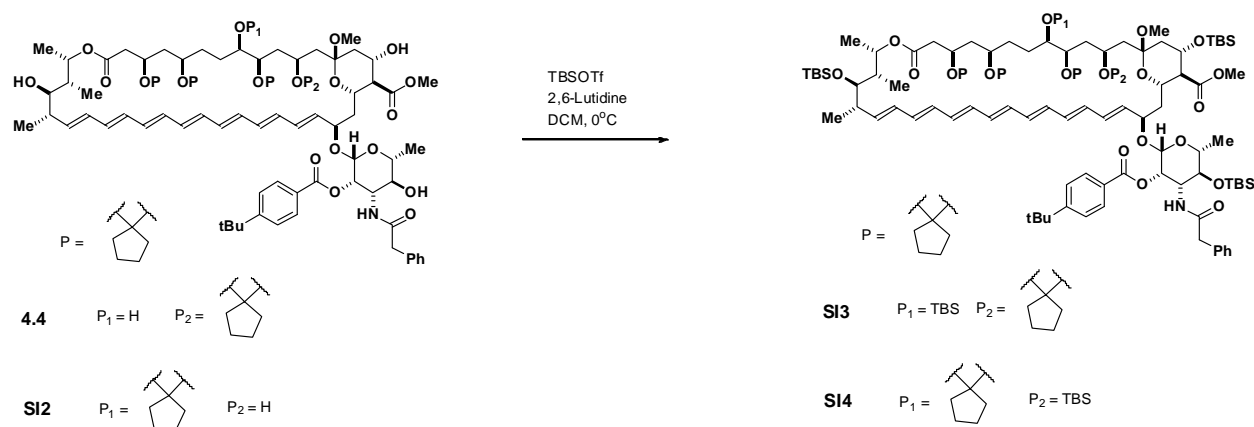 OP1 OMe OH
Me O
O OP OP OP OP2 O OMe
HO Me O
Me
O H O Me
O O OH
tBu HN O
Ph
P =
4.4 P1 = H P2 =
SI2 P1 = P2 = H
TBSOTf
2,6-Lutidine
DCM, 0°C
OP1 OMe OTBS
Me O
O OP OP OP OP2 O OMe
TBSO Me O
Me
O H O Me
O O OTBS
tBu HN O
Ph
P =
SI3 P1 = TBS P2 =
SI4 P1 = P2 = TBS